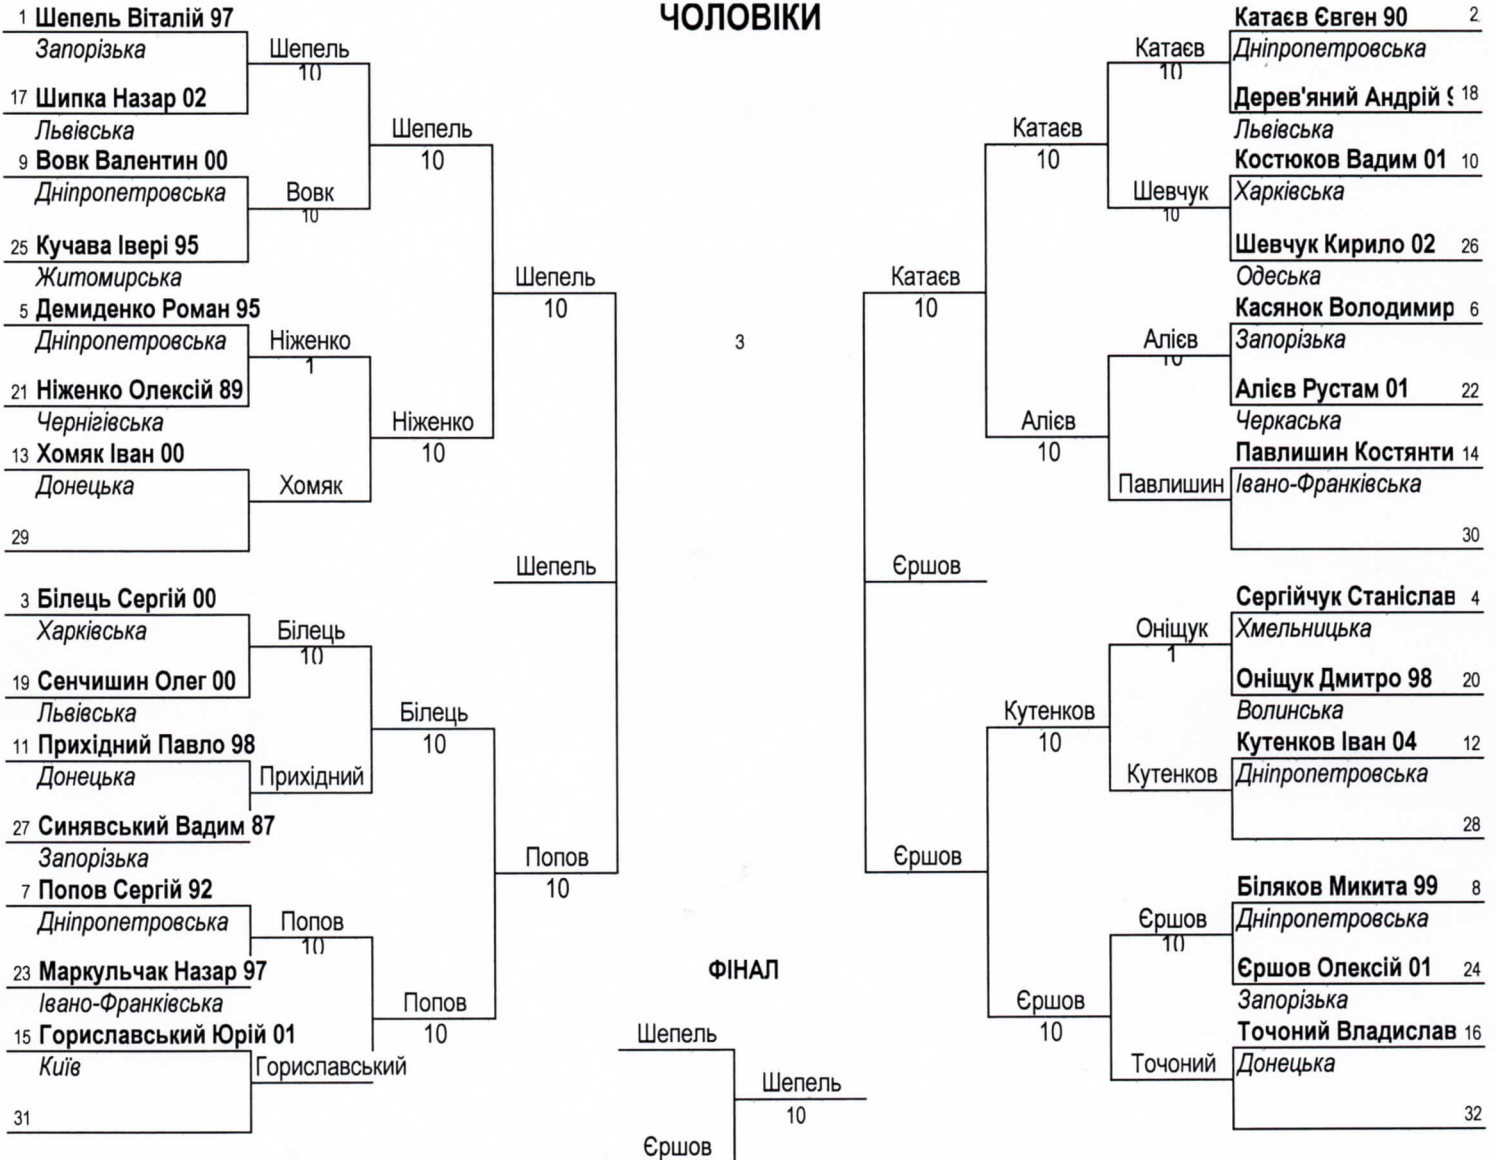 ЧОЛОВІКИ
1 Шепель Віталій 97
Запорізька
17 Шипка Назар 02
Львівська
9 Вовк Валентин 00
Дніпропетровська
25 Кучава Івері 95
Житомирська
5 Демиденко Роман 95
Дніпропетровська
21 Ніженко Олексій 89
Чернігівська
13 Хомяк Іван 00
Донецька
29
3 Білець Сергій 00
Харківська
19 Сенчишин Олег 00
Львівська
11 Прихідний Павло 98
Донецька
27 Синявський Вадим 87
Запорізька
7 Попов Сергій 92
Дніпропетровська
23 Маркульчак Назар 97
Івано-Франківська
15 Гориславський Юрій 01
Київ
31
Шепель
10
Вовк
10
Ніженко
1
Хомяк
Білець
10
Прихідний
Попов
10
Гориславський
Шепель
10
Ніженко
10
Білець
10
Попов
10
Шепель
10
Попов
10
Шепель
3
ФІНАЛ
Шепель
Єршов
Шепель
10
Єршов
Катаєв
10
Єршов
Катаєв
10
Алієв
10
Кутенков
10
Єршов
10
Катаєв
10
Шевчук
10
Алієв
10
Павлишин
Оніщук
1
Кутенков
Єршов
10
Точоний
Катаєв Євген 90 2
Дніпропетровська
Дерев'яний Андрій 18
Львівська
Костюков Вадим 01 10
Харківська
Шевчук Кирило 02 26
Одеська
Касянок Володимир 6
Запорізька
Алієв Рустам 01 22
Черкаська
Павлишин Костянти 14
Івано-Франківська
30
Сергійчук Станіслав 4
Хмельницька
Оніщук Дмитро 98 20
Волинська
Кутенков Іван 04 12
Дніпропетровська
28
Біляков Микита 99 8
Дніпропетровська
Єршов Олексій 01 24
Запорізька
Точоний Владислав 16
Донецька
32